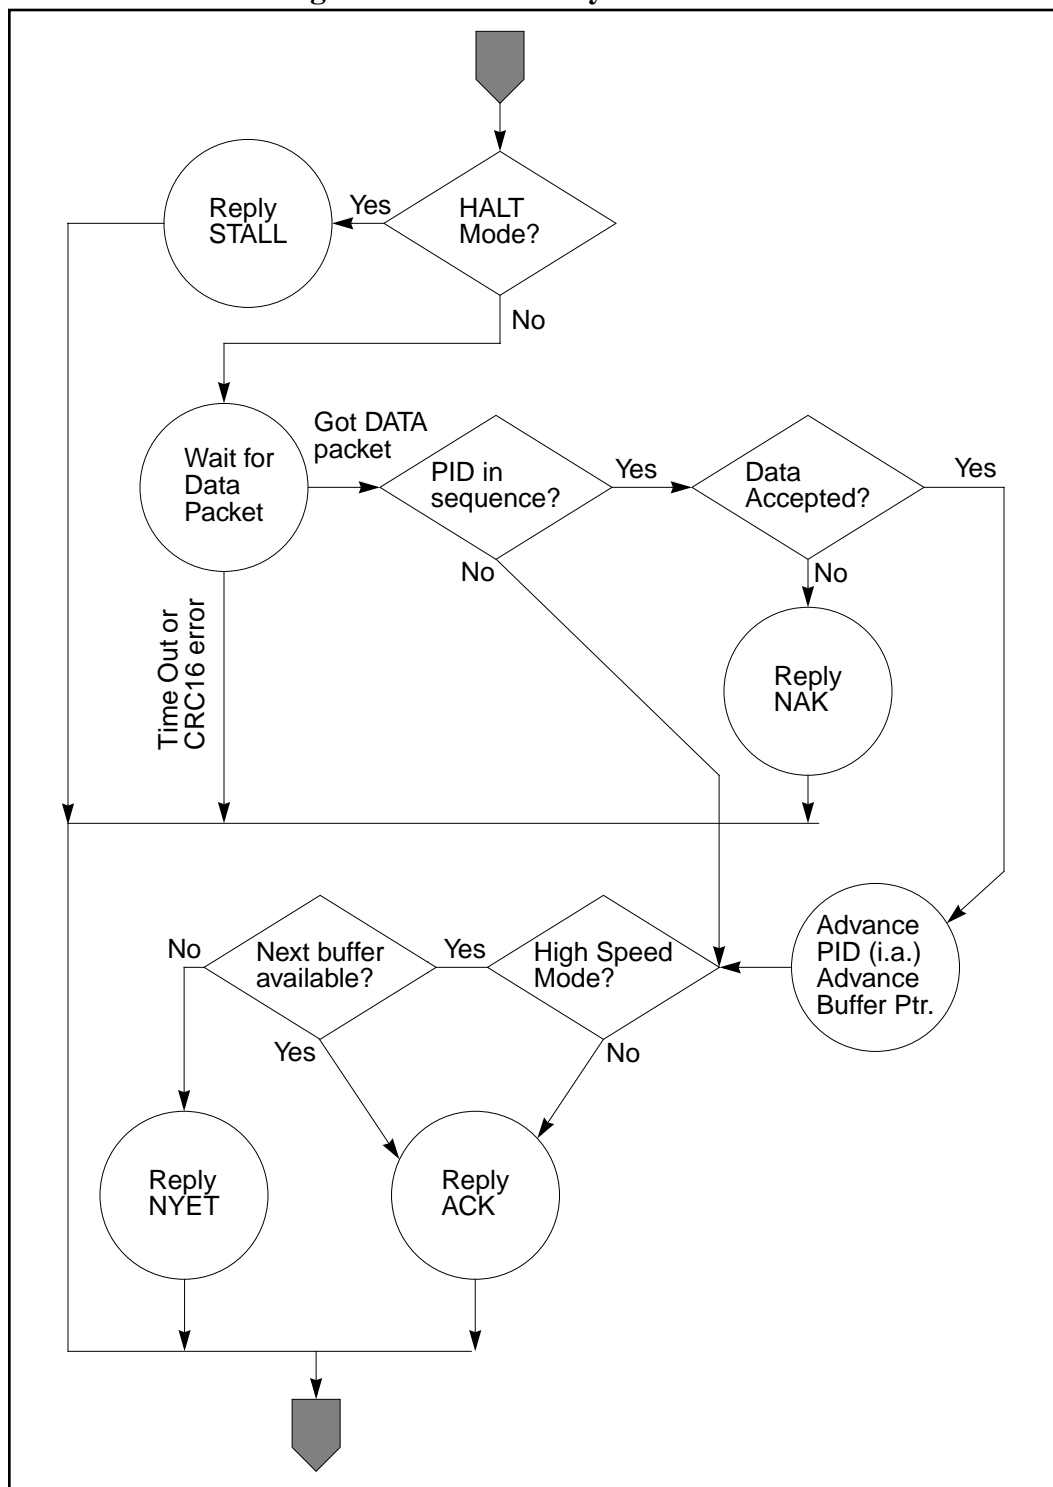 HALT
Mode?
Yes
Reply
STALL
No
Wait for
Data
Packet
Got DATA
packet
PID in
sequence?
Yes
Data
Accepted?
Yes
No
No
Reply
NAK
Time Out or
CRC16 error
Advance
PID (i.a.)
Advance
Buffer Ptr.
High Speed
Mode?
Yes
Next buffer
available?
No
Yes
No
Reply
NYET
Reply
ACK